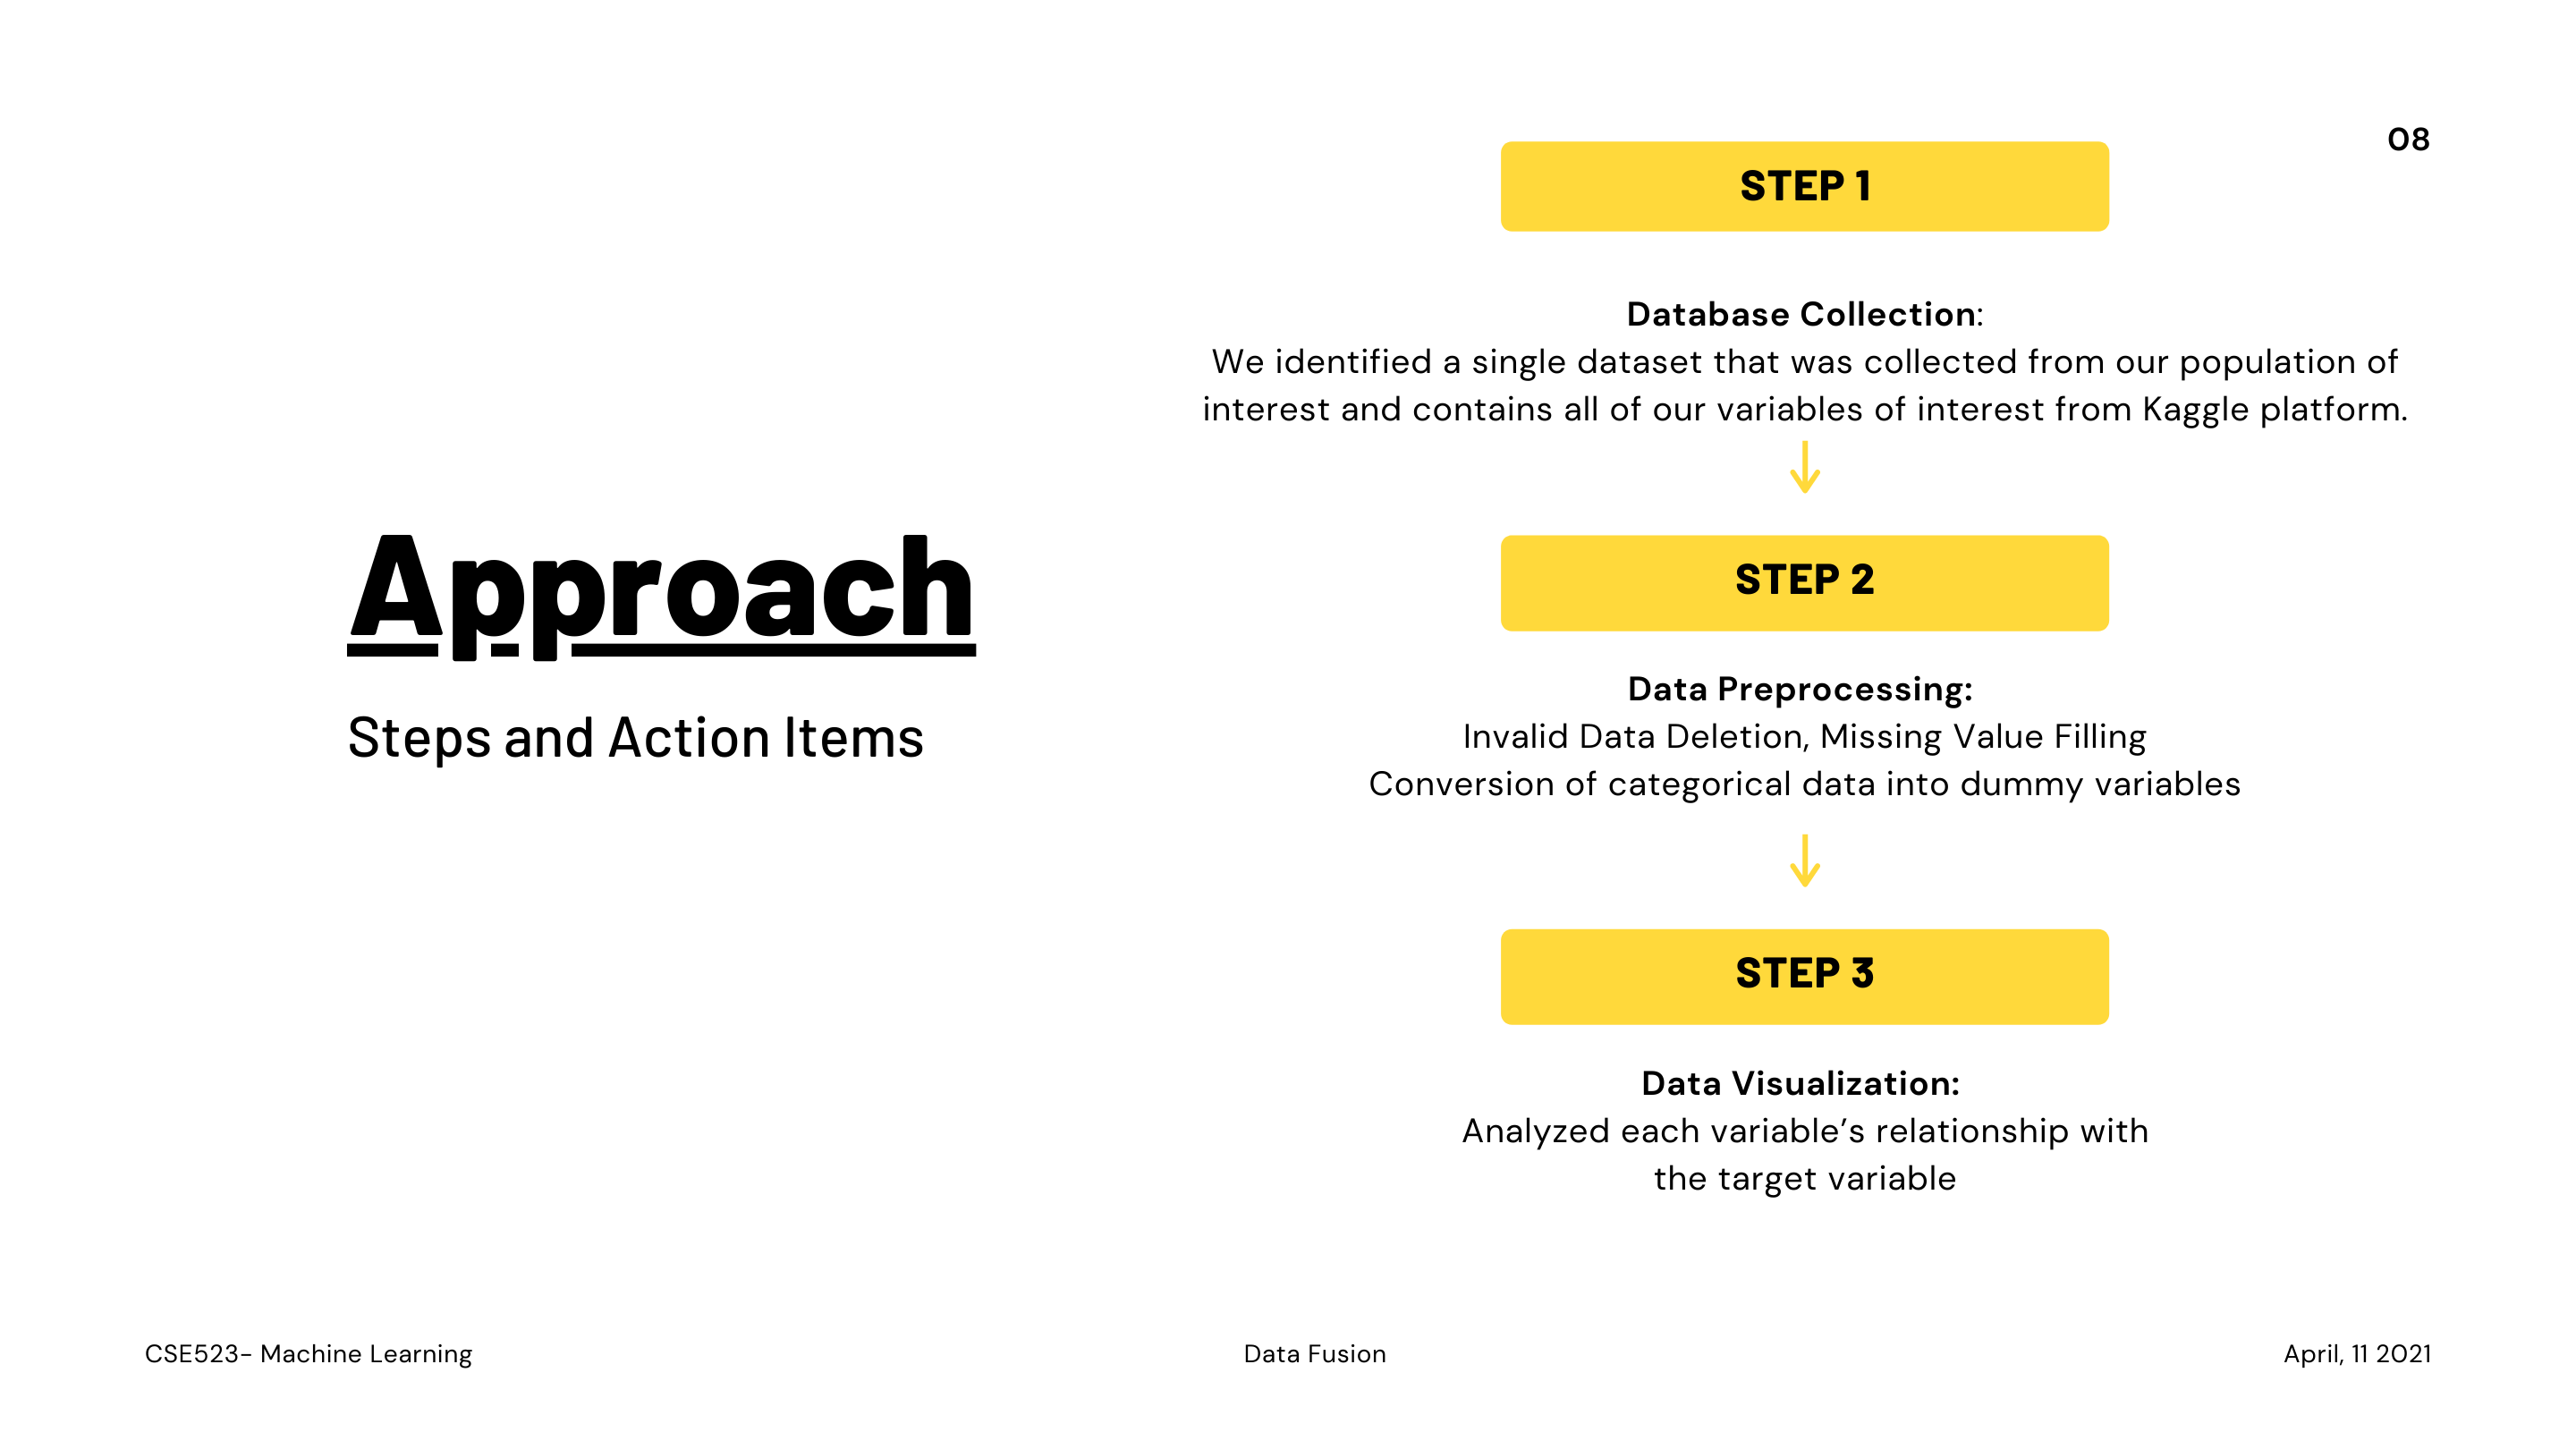 08
Approach
Steps and Action Items
STEP 1
Database Collection:
We identified a single dataset that was collected from our population of
interest and contains all of our variables of interest from Kaggle platform.
STEP 2
Data Preprocessing:
Invalid Data Deletion, Missing Value Filling
Conversion of categorical data into dummy variables
STEP 3
Data Visualization:
Analyzed each variable’s relationship with
the target variable
CSE523- Machine Learning
Data Fusion
April, 11 2021